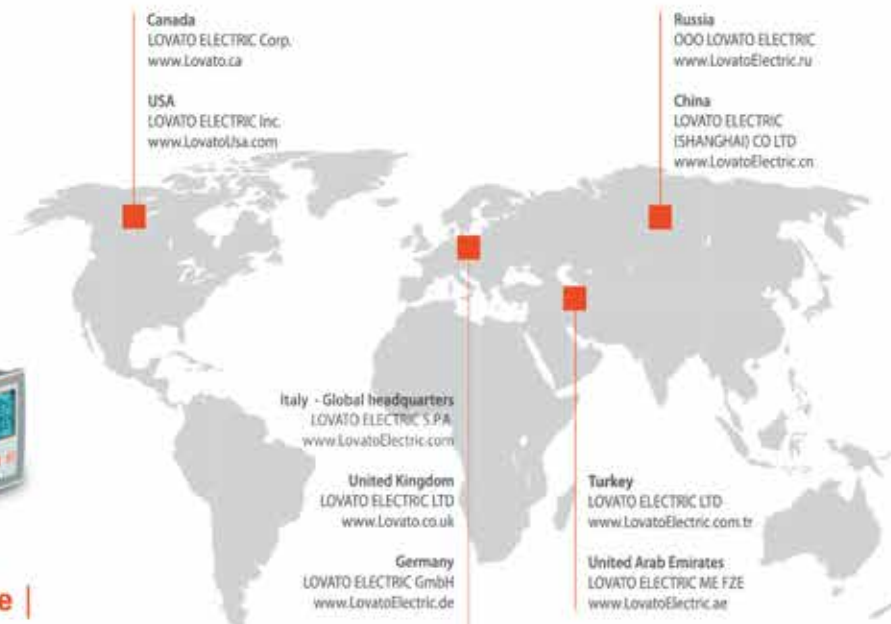 Canada
LOVATO ELECTRIC Corp.
www.Lovato.ca
USA
LOVATO ELECTRIC Inc.
www.LovatoUsa.com
Russia
OOO LOVATO ELECTRIC
www.LovatoElectric.ru
China
LOVATO ELECTRIC
(SHANGHAI) CO LTD
www.LovatoElectric.cn
Italy - Global headquarters
LOVATO ELECTRIC S.P.A.
www.LovatoElectric.com
United Kingdom
LOVATO ELECTRIC LTD
www.Lovato.co.uk
Germany
LOVATO ELECTRIC GmbH
www.LovatoElectric.de
Turkey
LOVATO ELECTRIC LTD
www.LovatoElectric.com.tr
United Arab Emirates
LOVATO ELECTRIC ME FZE
www.LovatoElectric.ae
e |